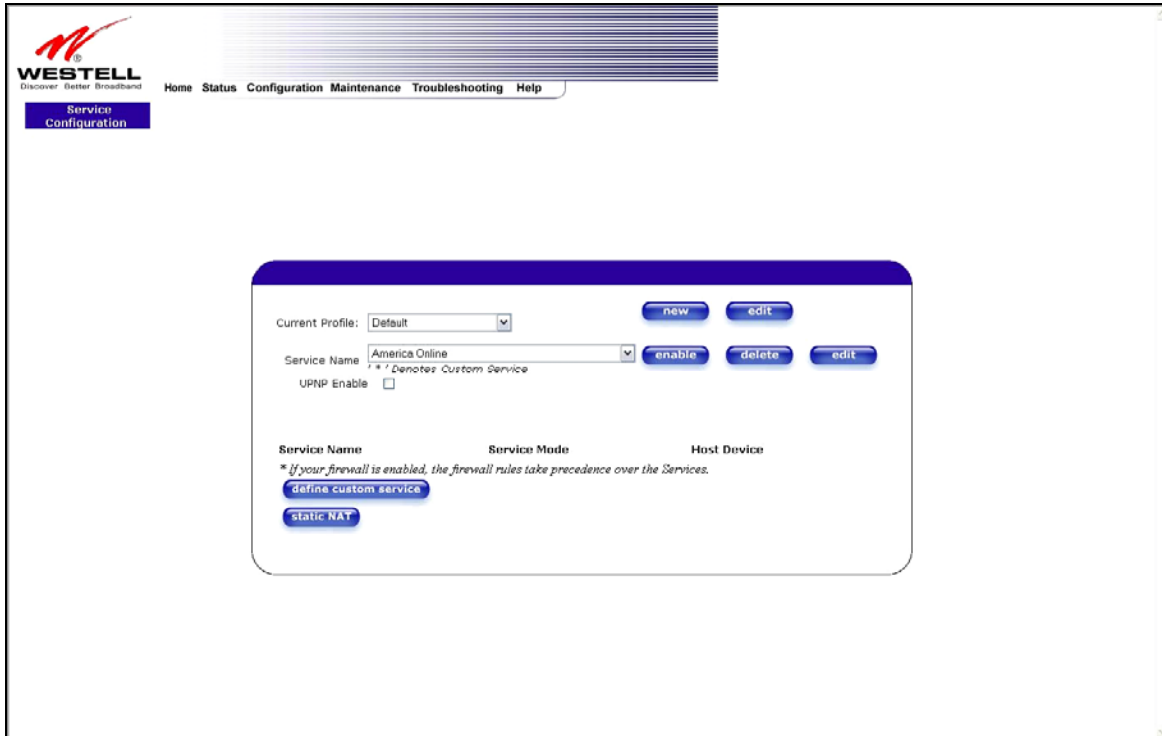 ®
WESTELL
Discover Better Broadband
Home Status Configuration Maintenance Troubleshooting Help
Service
Configuration
new edit
Current Profile: Default
Service Name America Online enable delete edit
' * ' Denotes Custom Service
UPNP Enable
Service Name Service Mode Host Device
* If your firewall is enabled, the firewall rules take precedence over the Services.
define custom service
static NAT